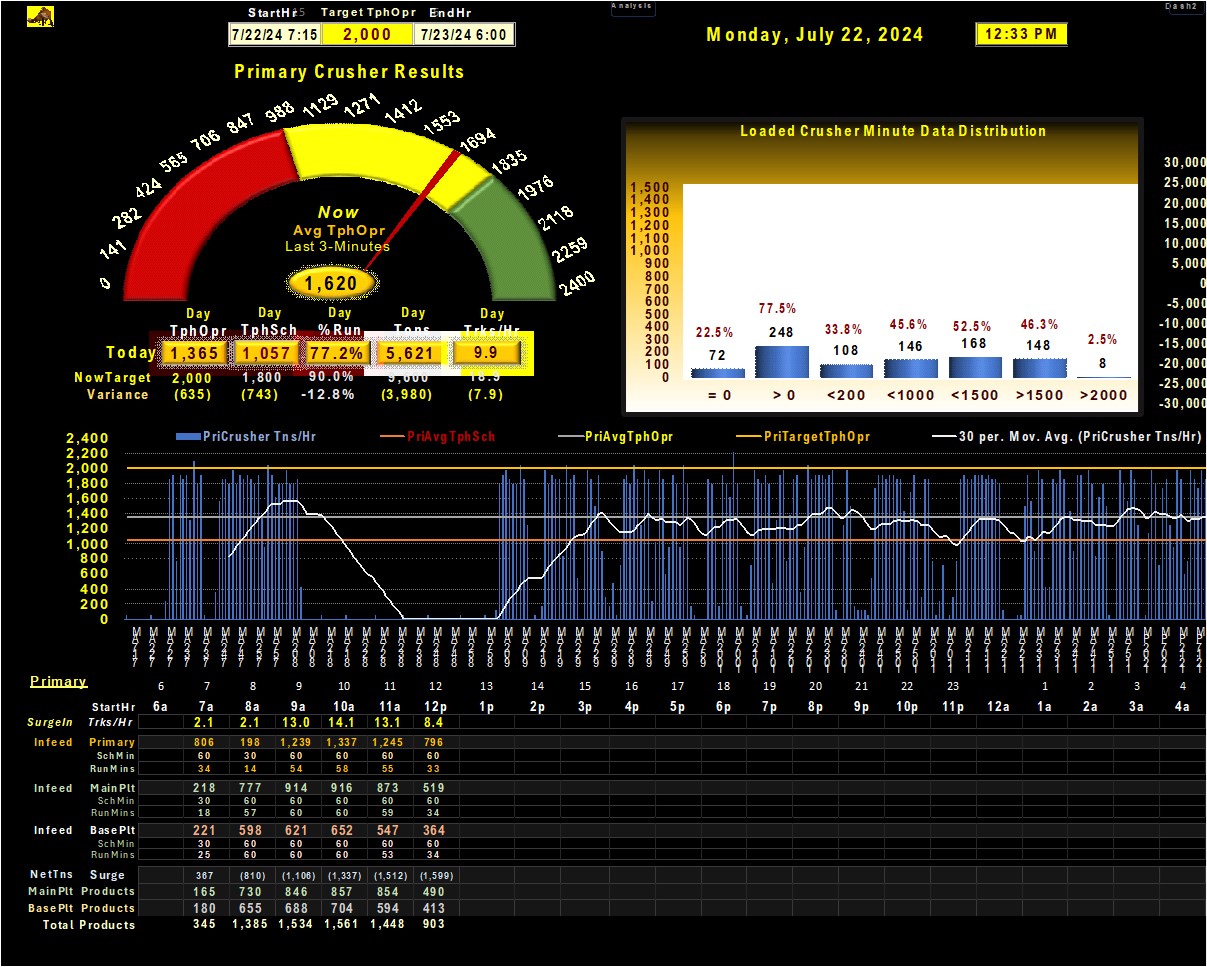 Analysis
Dash2
StartHr Target TphOpr EndHr
7/22/24 7:15 2,000 7/23/24 6:00
Monday, July 22, 2024
12:33 PM
Primary Crusher Results
0 141 282 424 565 706 847 988 1129 1271 1412 1553 1694 1835 1976 2118 2259 2400
Now
Avg TphOpr
Last 3-Minutes
1,620
Day Day Day Day Day
TphOpr TphSch %Run Tons Trks/Hr
Today 1,365 1,057 77.2% 5,621 9.9
NowTarget 2,000 1,800 90.0% 9,600 18.9
Variance (635) (743) -12.8% (3,980) (7.9)
Loaded Crusher Minute Data Distribution
1,500
1,400
1,300
1,200
1,100
1,000
900
800
700
600
500
400
300
200
100
0
22.5% 77.5% 33.8% 45.6% 52.5% 46.3% 2.5%
72 248 108 146 168 148 8
= 0 > 0 <200 <1000 <1500 >1500 >2000
30,000
25,000
20,000
15,000
10,000
5,000
0
-5,000
-10,000
-15,000
-20,000
-25,000
-30,000
PriCrusher Tns/Hr PriAvgTphSch PriAvgTphOpr PriTargetTphOpr 30 per. Mov. Avg. (PriCrusher Tns/Hr)
2,400
2,200
2,000
1,800
1,600
1,400
1,200
1,000
800
600
400
200
0
Primary 6 7 8 9 10 11 12 13 14 15 16 17 18 19 20 21 22 23 1 2 3 4
StartHr 6a 7a 8a 9a 10a 11a 12p 1p 2p 3p 4p 5p 6p 7p 8p 9p 10p 11p 12a 1a 2a 3a 4a
SurgeIn Trks/Hr 2.1 2.1 13.0 14.1 13.1 8.4
Infeed Primary 806 198 1,239 1,337 1,245 796
SchMin 60 30 60 60 60 60
RunMins 34 14 54 58 55 33
Infeed MainPlt 218 777 914 916 873 519
SchMin 30 60 60 60 60 60
RunMins 18 57 60 60 59 34
Infeed BasePlt 221 598 621 652 547 364
SchMin 30 60 60 60 60 60
RunMins 25 60 60 60 53 34
NetTns Surge 367 (810) (1,106) (1,337) (1,512) (1,599)
MainPlt Products 165 730 846 857 854 490
BasePlt Products 180 655 688 704 594 413
Total Products 345 1,385 1,534 1,561 1,448 903